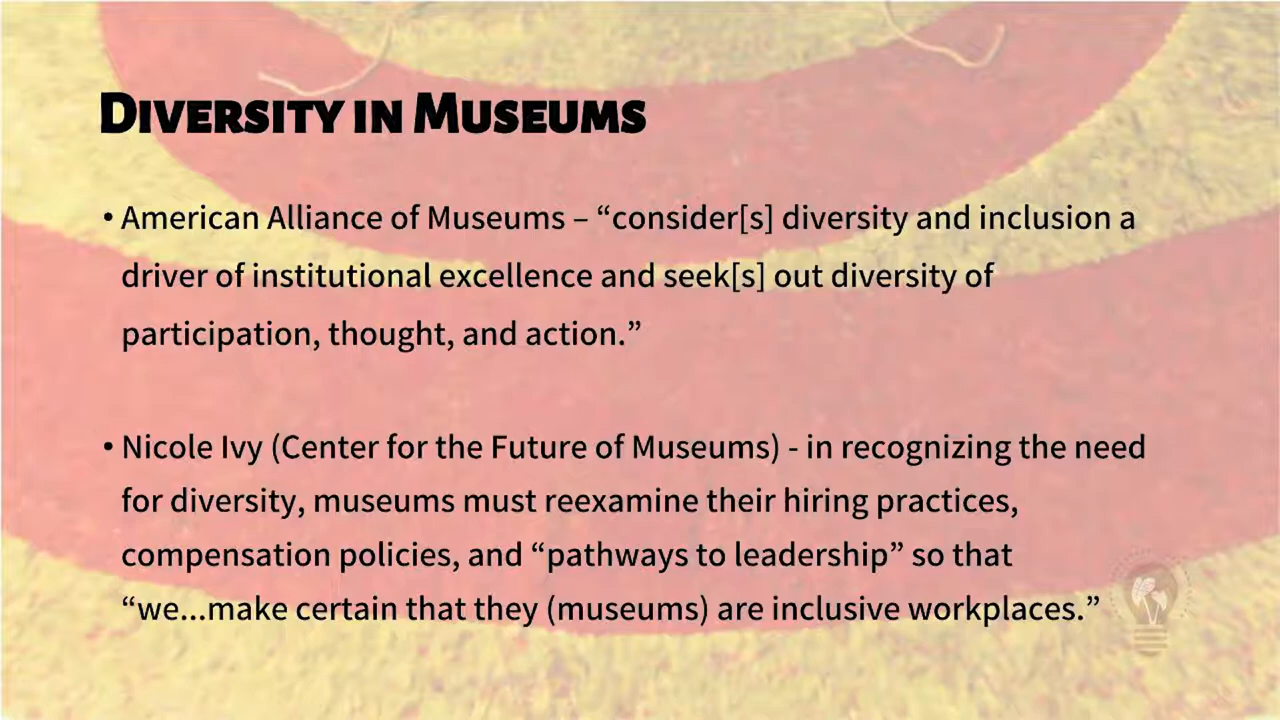 Diversity in Museums
• American Alliance of Museums – “consider[s] diversity and inclusion a
driver of institutional excellence and seek[s] out diversity of
participation, thought, and action.”
• Nicole Ivy (Center for the Future of Museums) - in recognizing the need
for diversity, museums must reexamine their hiring practices,
compensation policies, and “pathways to leadership” so that
“we...make certain that they (museums) are inclusive workplaces.”